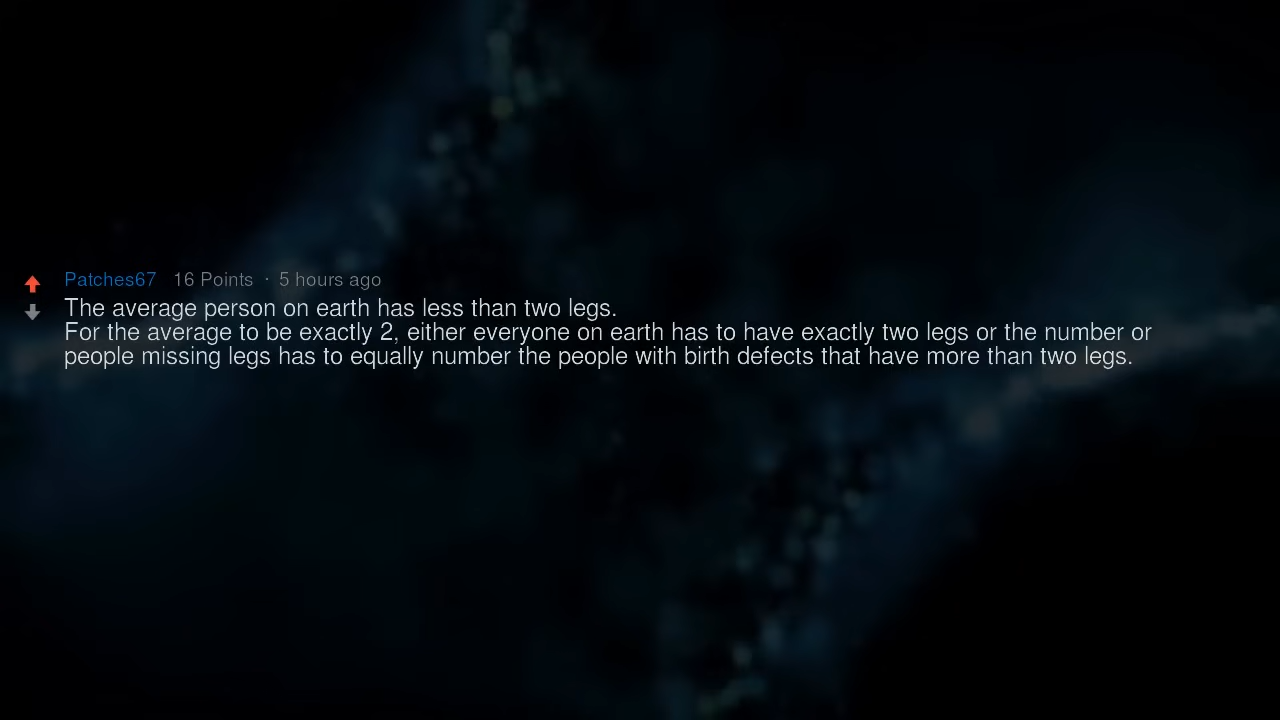 Patches67 16 Points · 5 hours ago
The average person on earth has less than two legs.
For the average to be exactly 2, either everyone on earth has to have exactly two legs or the number or
people missing legs has to equally number the people with birth defects that have more than two legs.